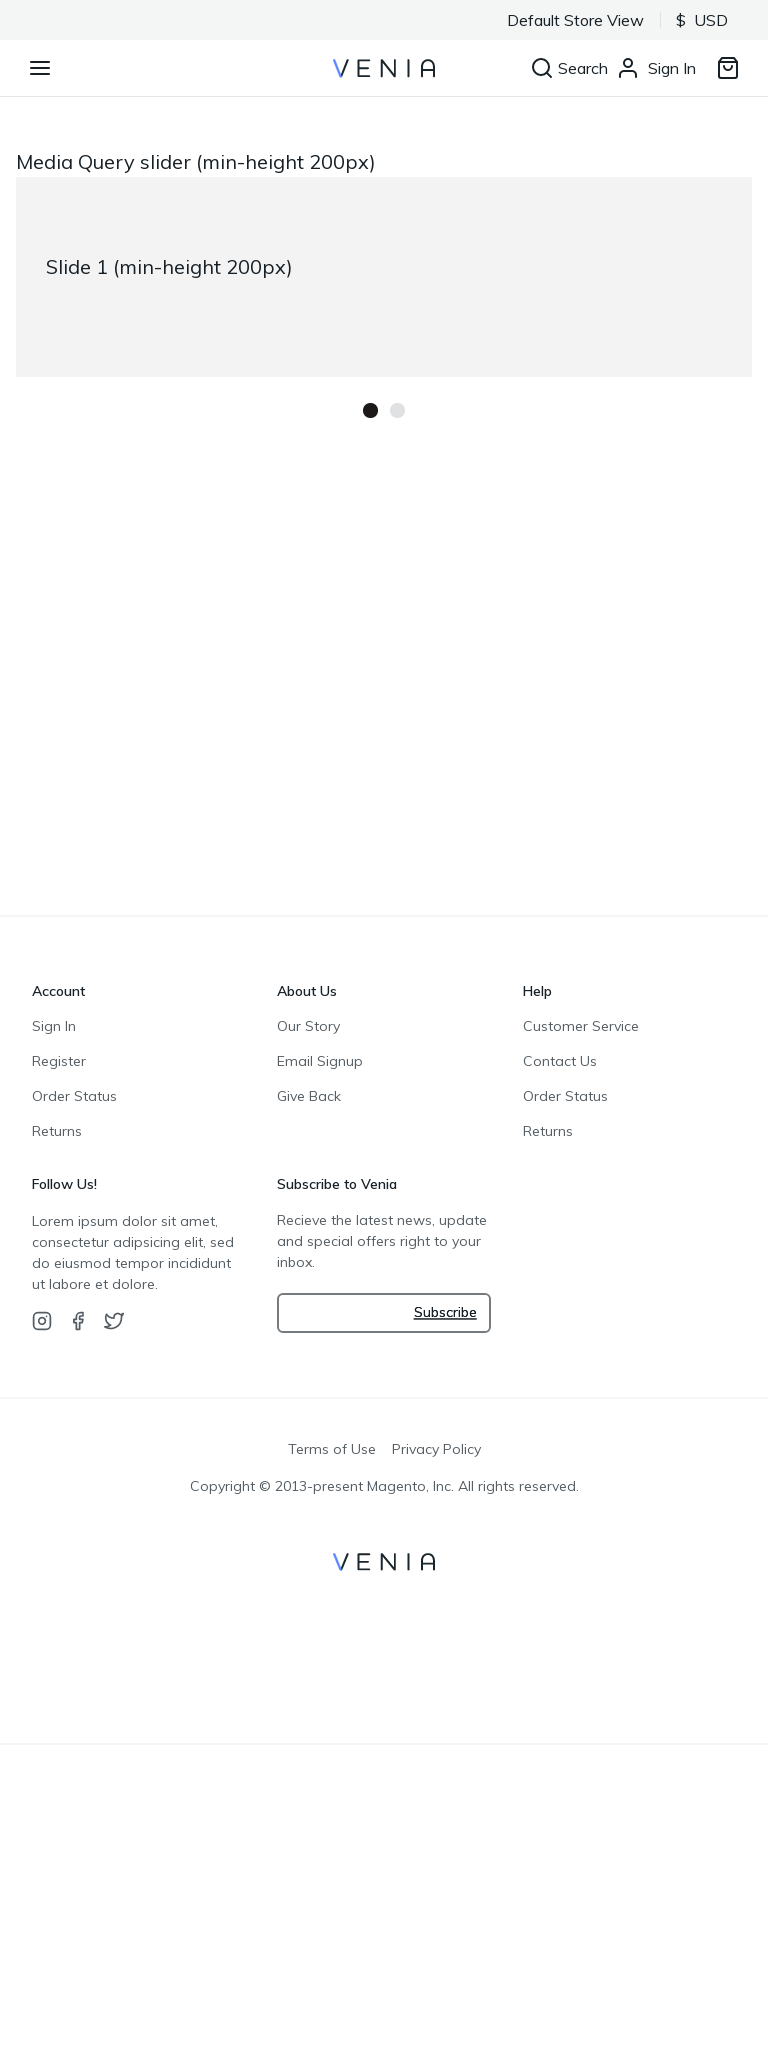 Default Store View $ USD
VENIA Search Sign In
Media Query slider (min-height 200px)
Slide 1 (min-height 200px)
Account
Sign In
Register
Order Status
Returns
About Us
Our Story
Email Signup
Give Back
Help
Customer Service
Contact Us
Order Status
Returns
Follow Us!
Lorem ipsum dolor sit amet,
consectetur adipsicing elit, sed
do eiusmod tempor incididunt
ut labore et dolore.
Subscribe to Venia
Recieve the latest news, update
and special offers right to your
inbox.
Subscribe
Terms of Use Privacy Policy
Copyright © 2013-present Magento, Inc. All rights reserved.
VENIA